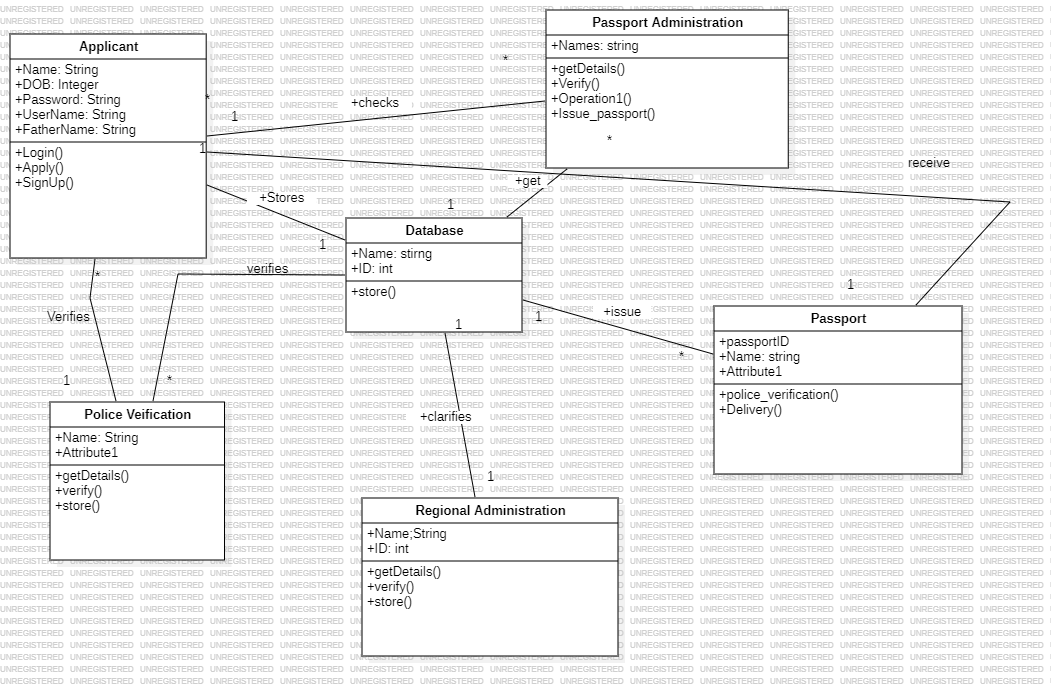 Applicant
+Name: String
+DOB: Integer
+Password: String
+UserName: String
+FatherName: String
+Login()
+Apply()
+SignUp()
Passport Administration
+Names: string
+getDetails()
+Verify()
+Operation1()
+Issue_passport()
*
*
*
1
+checks
1
receive
+get
+Stores
1
1
Database
+Name: stirng
+ID: int
+store()
1
verifies
*
Verifies
1
*
1
+issue
*
1
Passport
+passportID
+Name: string
+Attribute1
+police_verification()
+Delivery()
Police Veification
+Name: String
+Attribute1
+getDetails()
+verify()
+store()
+clarifies
1
Regional Administration
+Name;String
+ID: int
+getDetails()
+verify()
+store()
UNREGISTERED